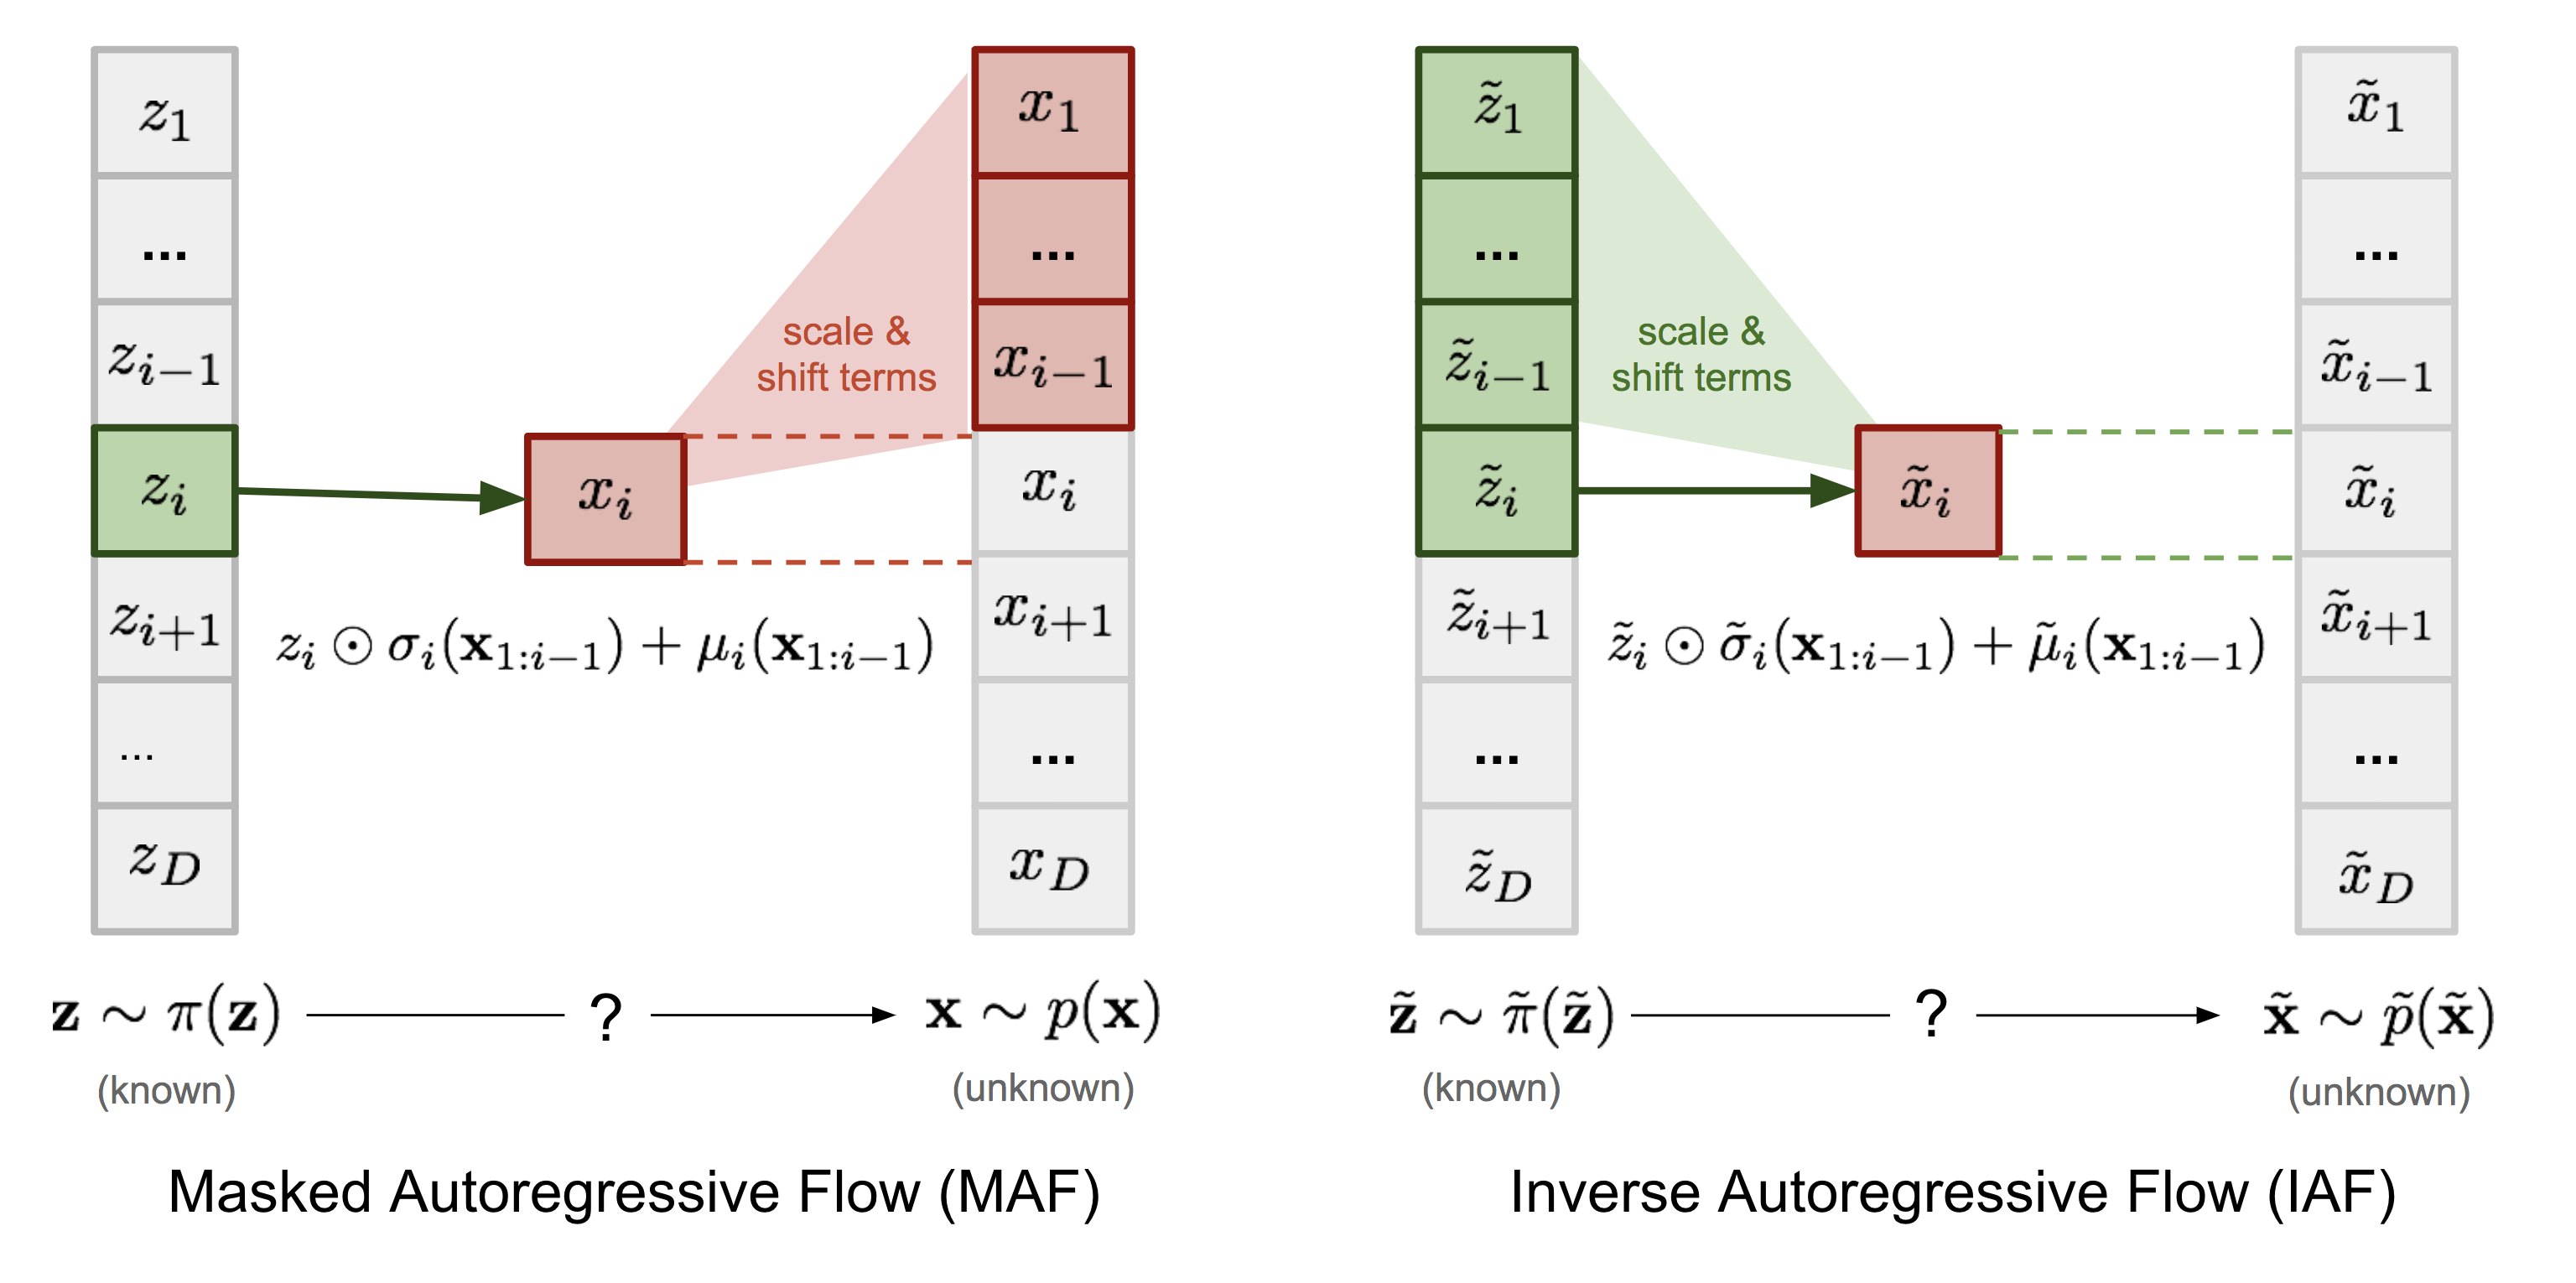 z_1
...
z_{i-1}
z_i
z_{i+1}
...
z_D
x_i
scale &
shift terms
z_i ⊙ σ_i(𝐱_{1:i-1}) + μ_i(𝐱_{1:i-1})
x_1
...
x_{i-1}
x_i
x_{i+1}
...
x_D
𝐳 ∼ π(𝐳) ? 𝐱 ∼ p(𝐱)
(known) (unknown)
Masked Autoregressive Flow (MAF)
z̃_1
...
z̃_{i-1}
z̃_i
z̃_{i+1}
...
z̃_D
scale &
shift terms
x̃_i
z̃_i ⊙ σ̃_i(𝐱_{1:i-1}) + μ̃_i(𝐱_{1:i-1})
x̃_1
...
x̃_{i-1}
x̃_i
x̃_{i+1}
...
x̃_D
𝐳̃ ∼ π̃(𝐳̃) ? 𝐱̃ ∼ p̃(𝐱̃)
(known) (unknown)
Inverse Autoregressive Flow (IAF)